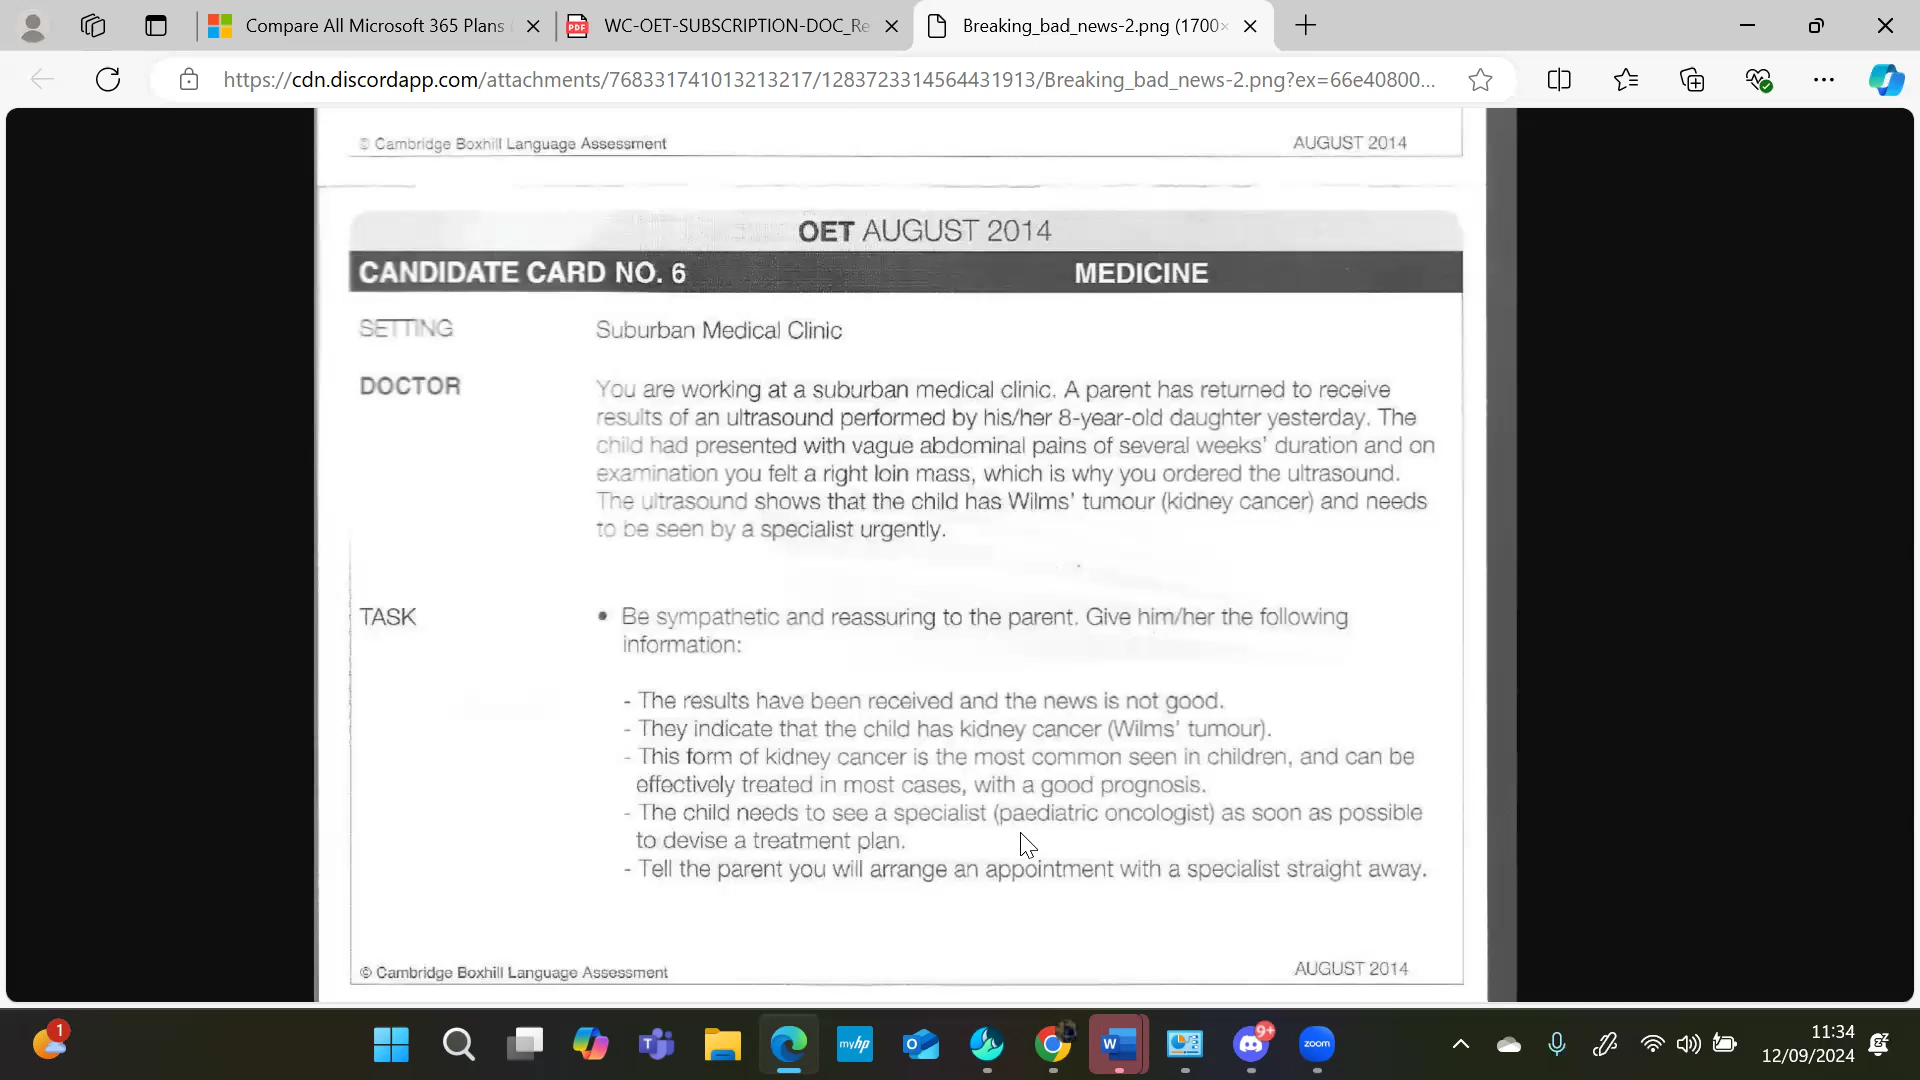 Compare All Microsoft 365 Plans
WC-OET-SUBSCRIPTION-DOC_Re
Breaking_bad_news-2.png (1700×
https://cdn.discordapp.com/attachments/768331741013213217/1283723314564431913/Breaking_bad_news-2.png?ex=66e40800...
© Cambridge Boxhill Language Assessment AUGUST 2014
OET AUGUST 2014
CANDIDATE CARD NO. 6 MEDICINE
SETTING Suburban Medical Clinic
DOCTOR You are working at a suburban medical clinic. A parent has returned to receive
results of an ultrasound performed by his/her 8-year-old daughter yesterday. The
child had presented with vague abdominal pains of several weeks' duration and on
examination you felt a right loin mass, which is why you ordered the ultrasound.
The ultrasound shows that the child has Wilms' tumour (kidney cancer) and needs
to be seen by a specialist urgently.
TASK • Be sympathetic and reassuring to the parent. Give him/her the following
information:
- The results have been received and the news is not good.
- They indicate that the child has kidney cancer (Wilms' tumour).
- This form of kidney cancer is the most common seen in children, and can be
effectively treated in most cases, with a good prognosis.
- The child needs to see a specialist (paediatric oncologist) as soon as possible
to devise a treatment plan.
- Tell the parent you will arrange an appointment with a specialist straight away.
© Cambridge Boxhill Language Assessment AUGUST 2014
1
myhp
W
9+
zoom
11:34
12/09/2024